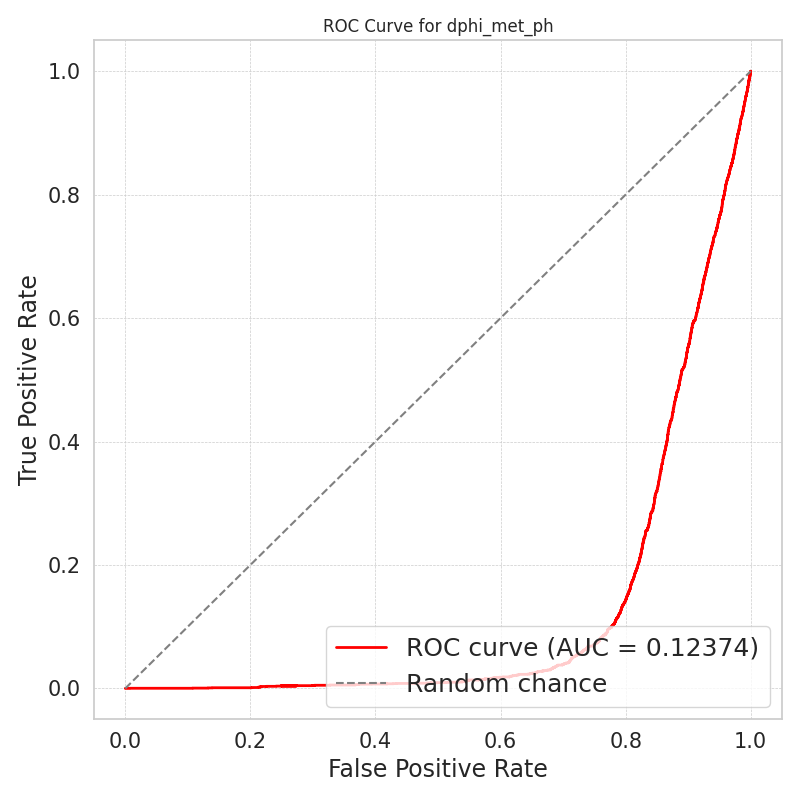 ROC Curve for dphi_met_ph
True Positive Rate
1.0
0.8
0.6
0.4
0.2
0.0
ROC curve (AUC = 0.12374)
Random chance
0.0 0.2 0.4 0.6 0.8 1.0
False Positive Rate